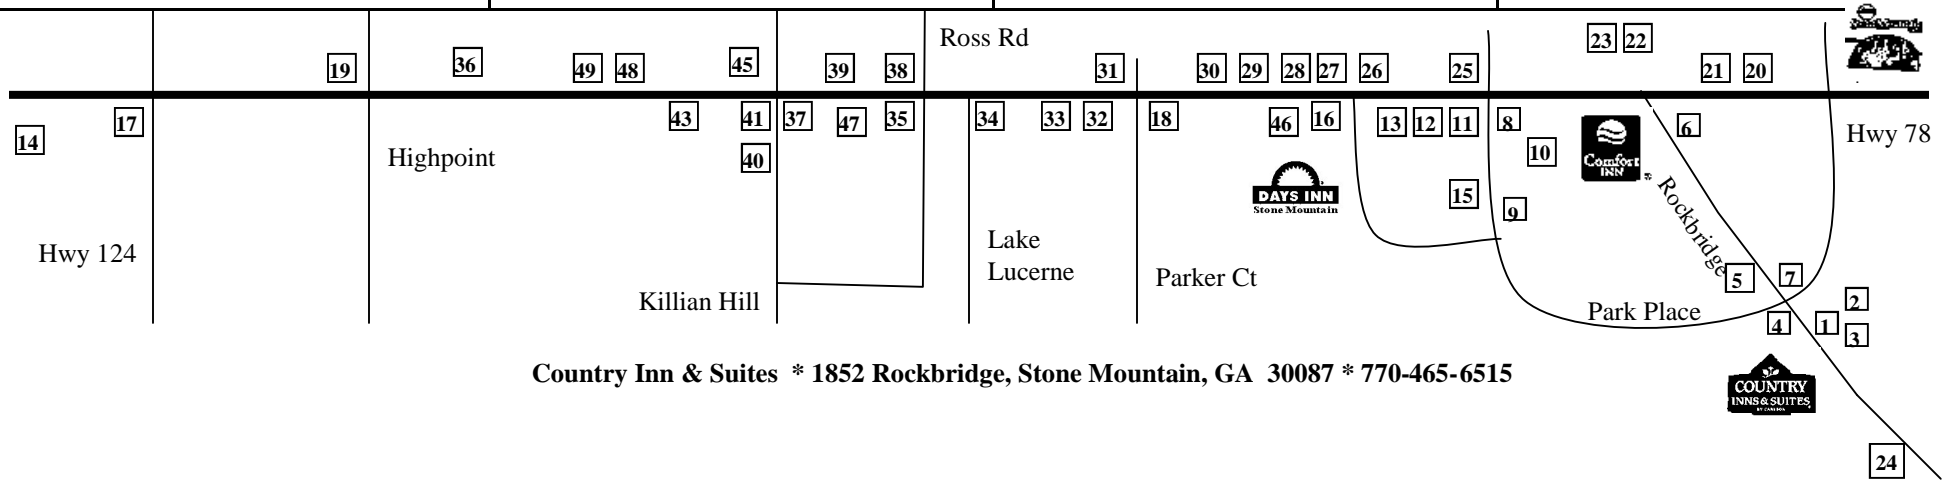 Ross Rd
23 22
19 36 49 48 45 39 38 31 30 29 28 27 26 25 21 20
14 17 43 41 37 47 35 34 33 32 18 46 16 13 12 11 8 6
Hwy 78
Highpoint
40
10
Comfort
INN
DAYS INN
Stone Mountain
15
9
Rockbridge
Hwy 124
Lake
Lucerne
Parker Ct
5 7
Killian Hill
Park Place
2
4 1 3
Country Inn & Suites * 1852 Rockbridge, Stone Mountain, GA 30087 * 770-465-6515
COUNTRY
INNS & SUITES
BY CARLSON
24